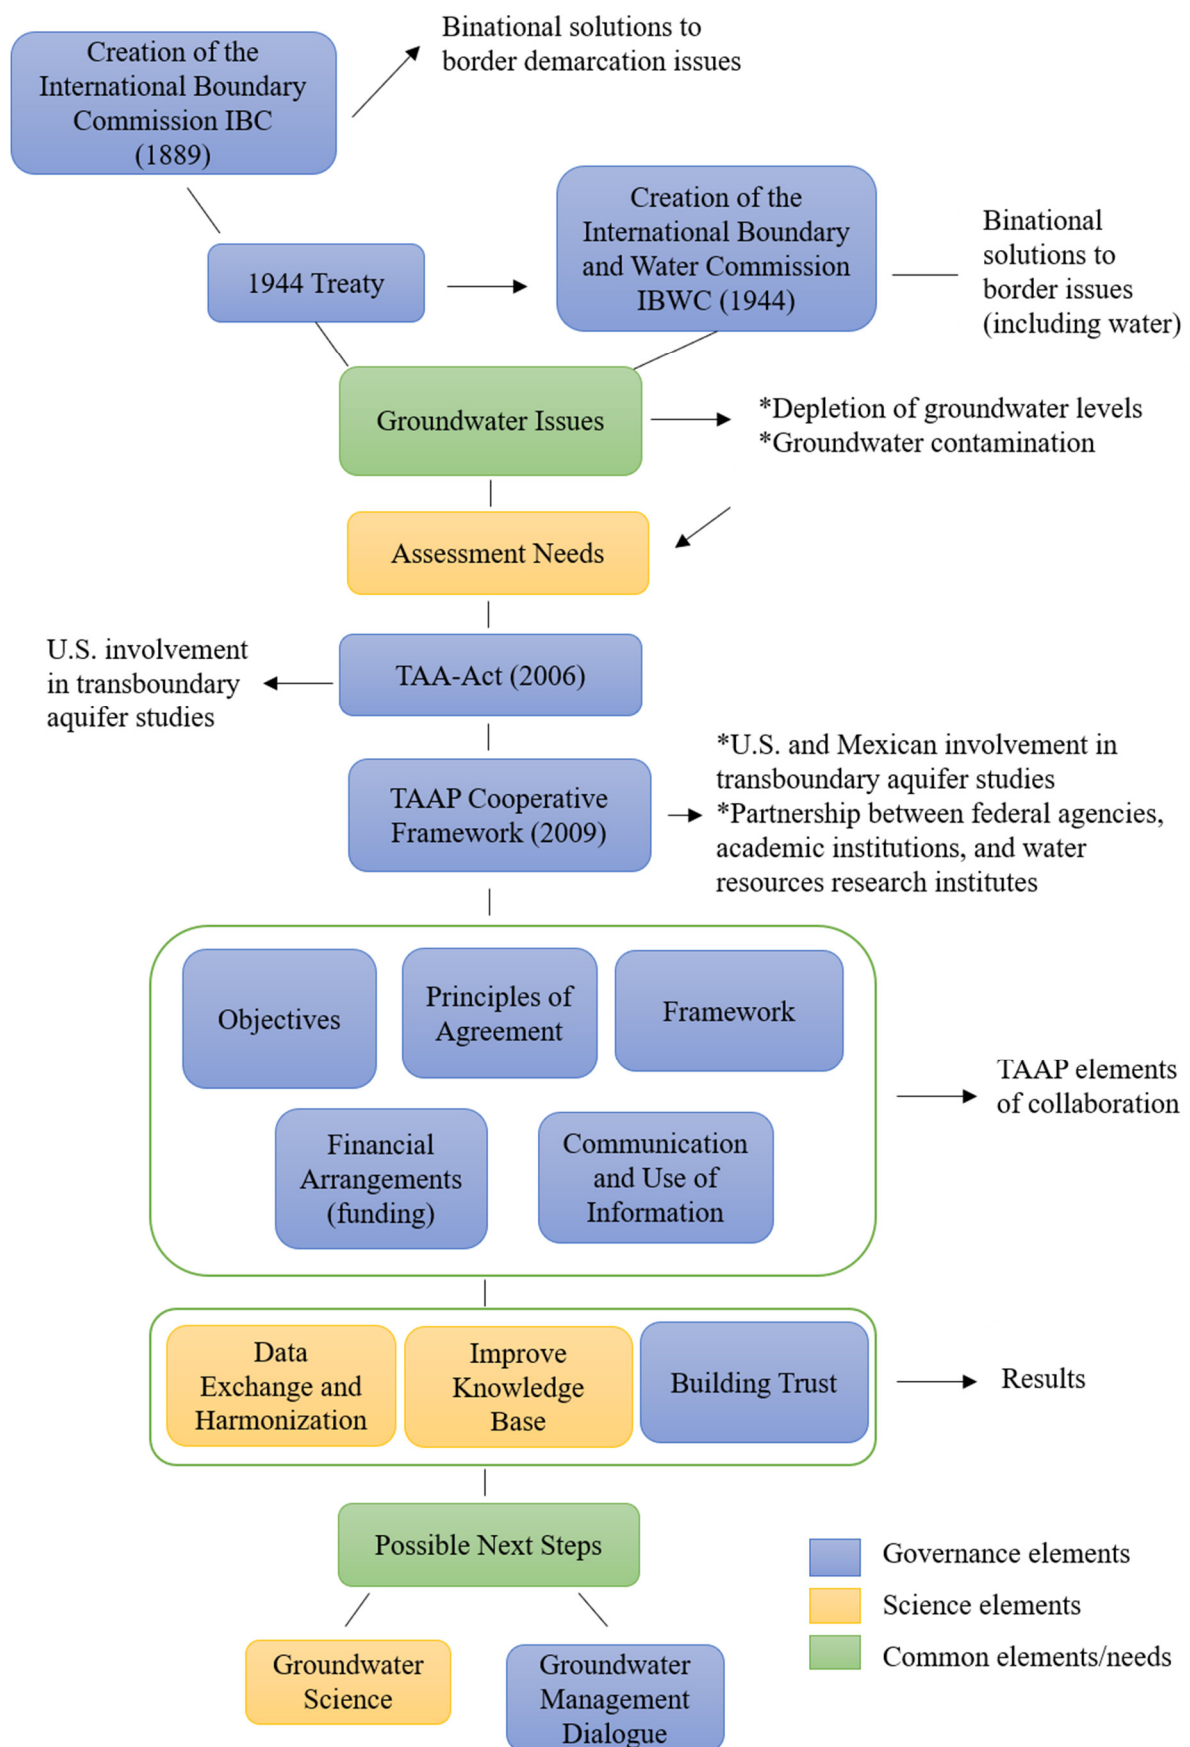 Creation of the
International Boundary
Commission IBC
(1889)
Binational solutions to
border demarcation issues
1944 Treaty
Creation of the
International Boundary
and Water Commission
IBWC (1944)
Binational
solutions to
border issues
(including water)
Groundwater Issues
*Depletion of groundwater levels
*Groundwater contamination
Assessment Needs
U.S. involvement
in transboundary
aquifer studies
TAA-Act (2006)
TAAP Cooperative
Framework (2009)
*U.S. and Mexican involvement in
transboundary aquifer studies
*Partnership between federal agencies,
academic institutions, and water
resources research institutes
Objectives
Principles of
Agreement
Framework
Financial
Arrangements
(funding)
Communication
and Use of
Information
TAAP elements
of collaboration
Data
Exchange and
Harmonization
Improve
Knowledge
Base
Building Trust
Results
Possible Next Steps
Groundwater
Science
Groundwater
Management
Dialogue
Governance elements
Science elements
Common elements/needs